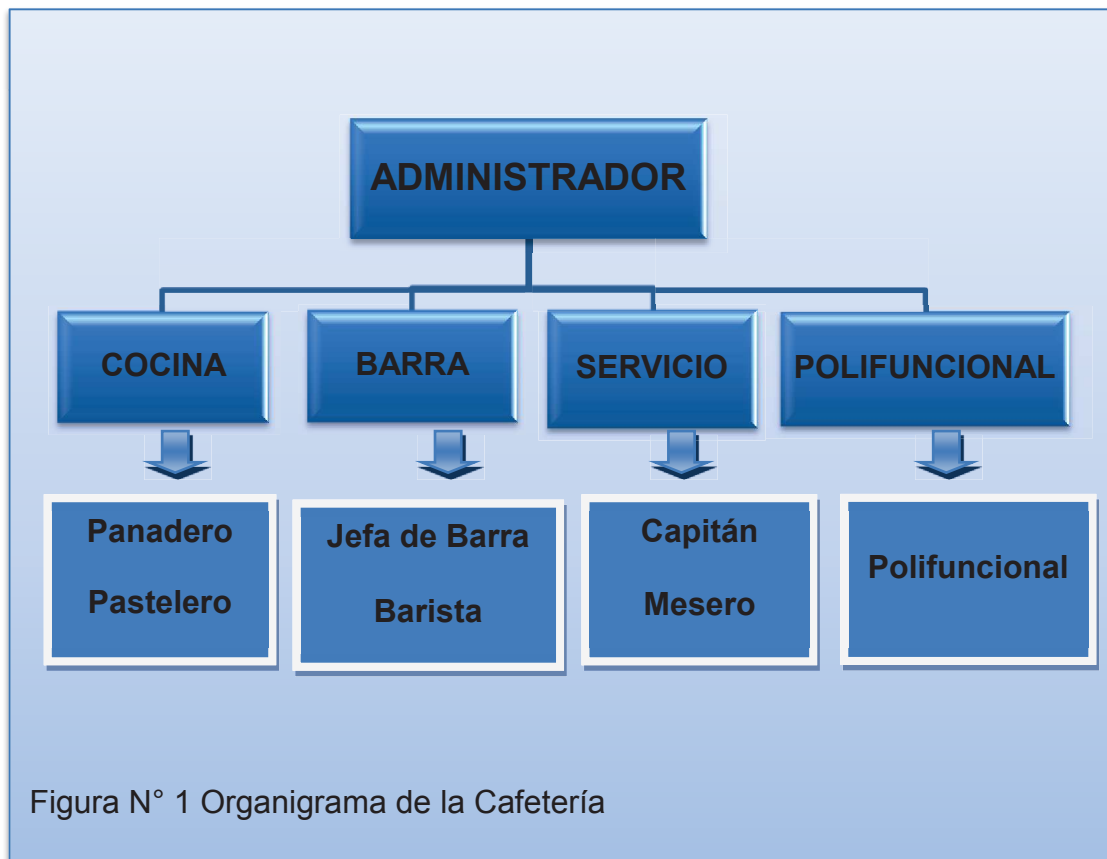 ADMINISTRADOR
COCINA
BARRA
SERVICIO
POLIFUNCIONAL
Panadero
Pastelero
Jefa de Barra
Barista
Capitán
Mesero
Polifuncional
Figura N° 1 Organigrama de la Cafetería